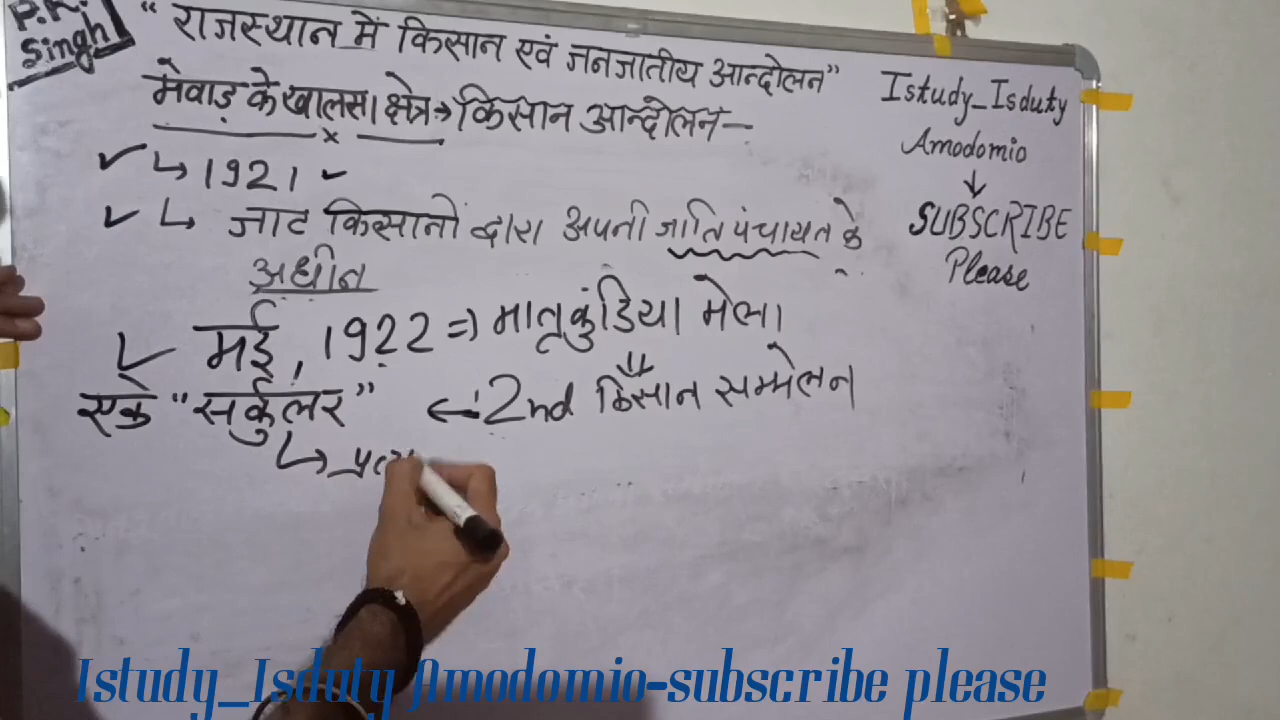 P.K.
Singh
“ राजस्थान में किसान एवं जनजातीय आन्दोलन”
मेवाड़ के खालसा क्षेत्र → किसान आन्दोलन –
✓ ↳ 1921 ✓
✓ ↳ जाट किसानों द्वारा अपनी जाति पंचायत के
अधीन
✓ मई, 1922 => मातृकुंडिया मेला
एक “सर्कुलर” ← 2nd किसान सम्मेलन
↳
Istudy_Isduty
Amodomio
↓
SUBSCRIBE
Please
Istudy_Isduty Amodomio-subscribe please